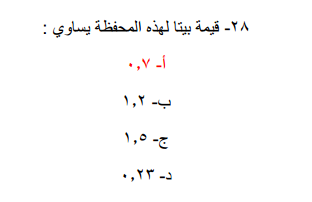 ٢٨- قيمة بيتا لهذه المحفظة يساوي :
أ- ٠,٧
ب- ١,٢
ج- ١,٥
د- ٠,٢٣